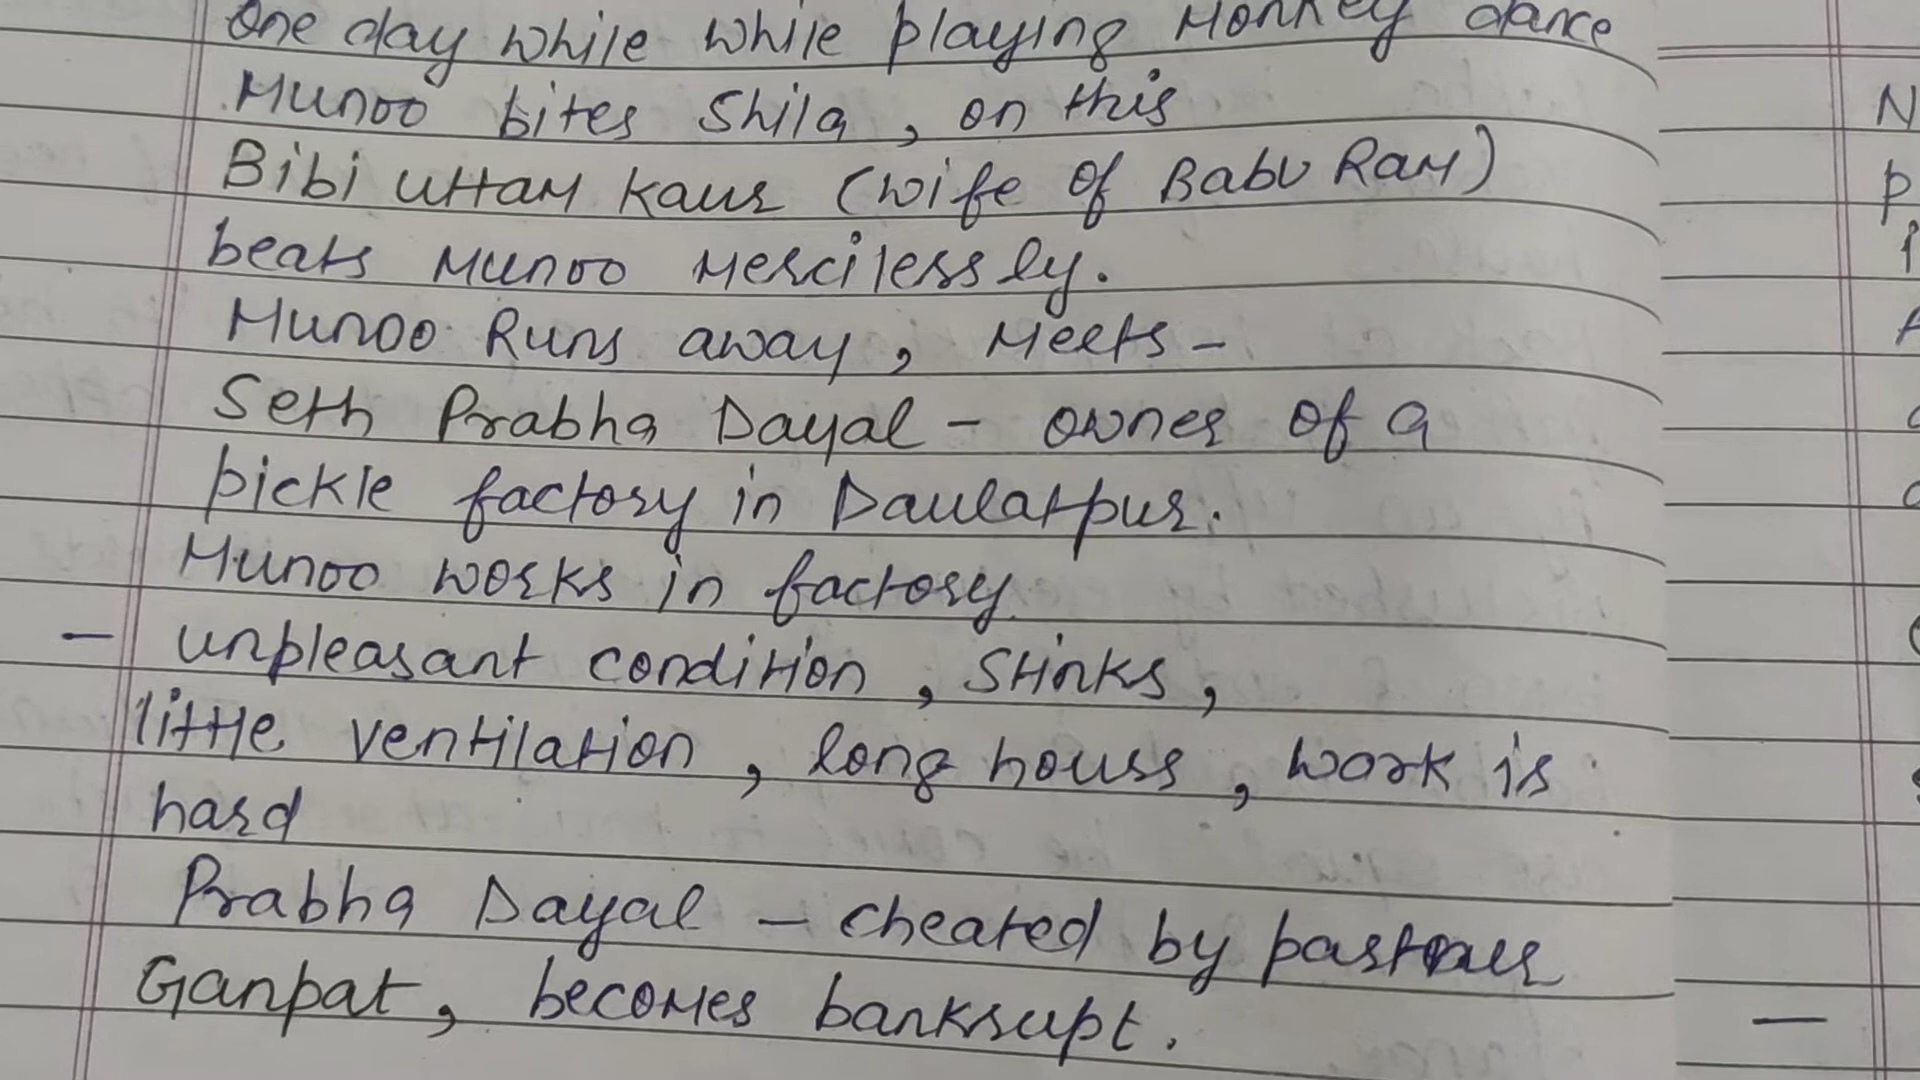 One day while while playing Monkey dance
Munoo bites Shila, on this
Bibi Uttam Kaur (wife of Babu Ram)
beats Munoo Mercilessly.
Munoo Runs away, Meets -
Seth Prabha Dayal - owner of a
pickle factory in Daulatpur.
Munoo works in factory
- unpleasant condition, Stinks,
little ventilation, long hours, work is
hard
Prabha Dayal - cheated by
Ganpat, becomes bankrupt.